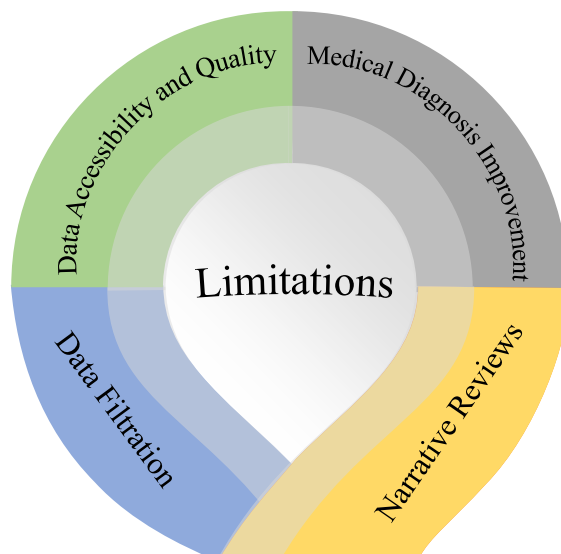 Data Accessibility and Quality
Medical Diagnosis Improvement
Limitations
Data Filtration
Narrative Reviews